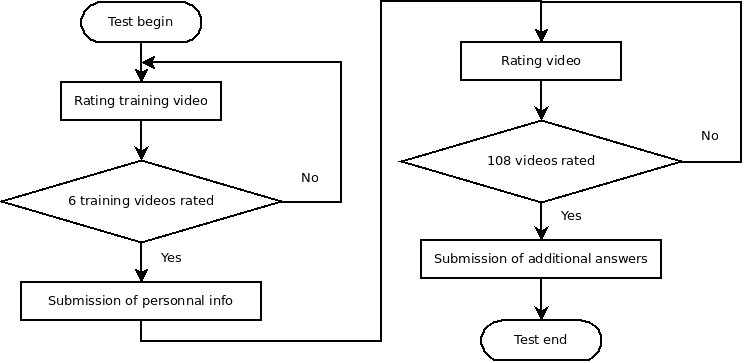 Test begin
Rating training video
6 training videos rated
No
Yes
Submission of personnal info
Rating video
108 videos rated
No
Yes
Submission of additional answers
Test end